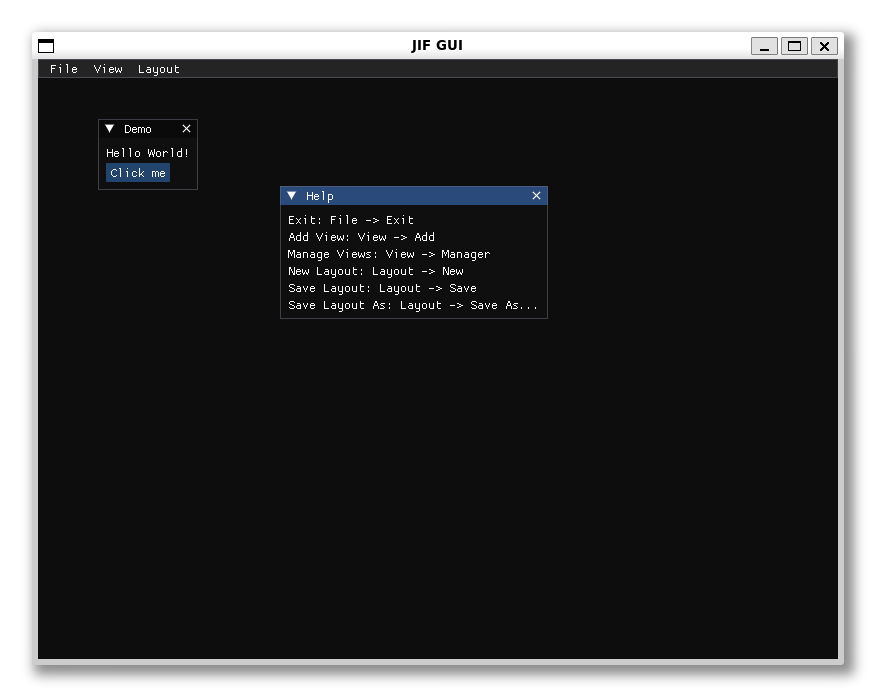 JIF GUI
File View Layout
Demo
Hello World!
Click me
Help
Exit: File -> Exit
Add View: View -> Add
Manage Views: View -> Manager
New Layout: Layout -> New
Save Layout: Layout -> Save
Save Layout As: Layout -> Save As...